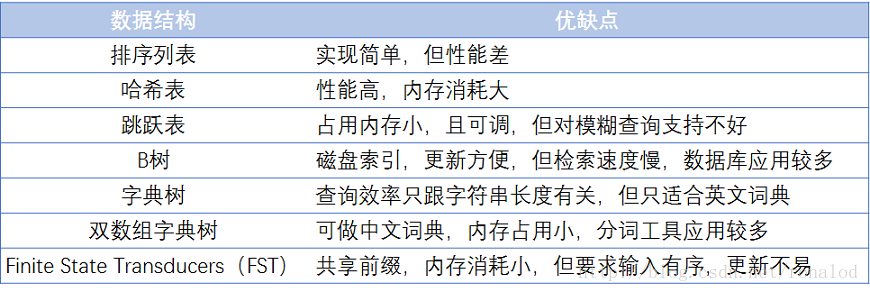 数据结构 优缺点
排序列表 实现简单，但性能差
哈希表 性能高，内存消耗大
跳跃表 占用内存小，且可调，但对模糊查询支持不好
B树 磁盘索引，更新方便，但检索速度慢，数据库应用较多
字典树 查询效率只跟字符串长度有关，但只适合英文词典
双数组字典树 可做中文词典，内存占用小，分词工具应用较多
Finite State Transducers（FST） 共享前缀，内存消耗小，但要求输入有序，更新不易